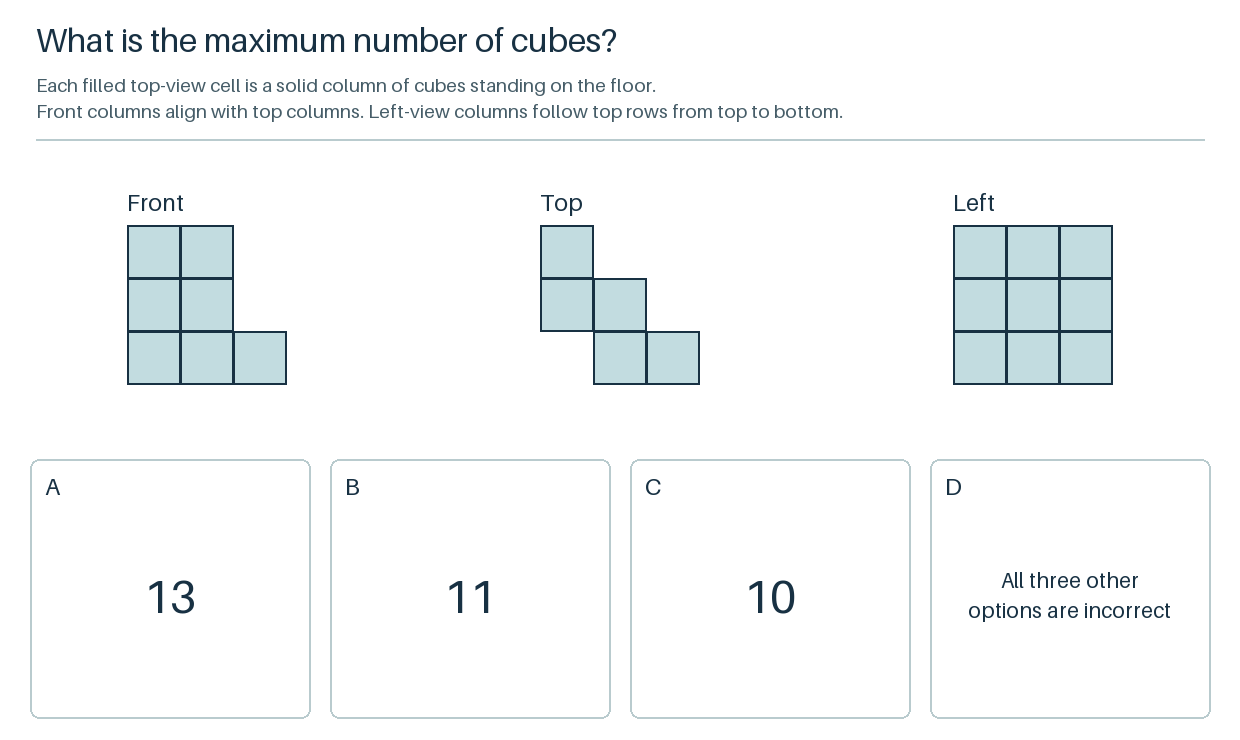 What is the maximum number of cubes?
Each filled top-view cell is a solid column of cubes standing on the floor.
Front columns align with top columns. Left-view columns follow top rows from top to bottom.
Front
Top
Left
A
B
C
D
13
11
10
All three other
options are incorrect